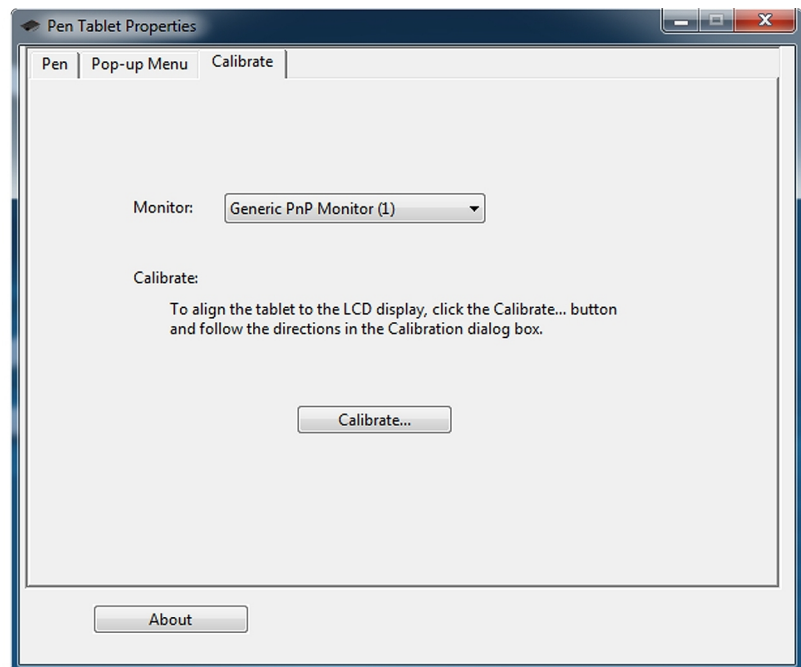 Pen Tablet Properties
Pen
Pop-up Menu
Calibrate
Monitor:
Generic PnP Monitor (1)
Calibrate:
To align the tablet to the LCD display, click the Calibrate... button
and follow the directions in the Calibration dialog box.
Calibrate...
About